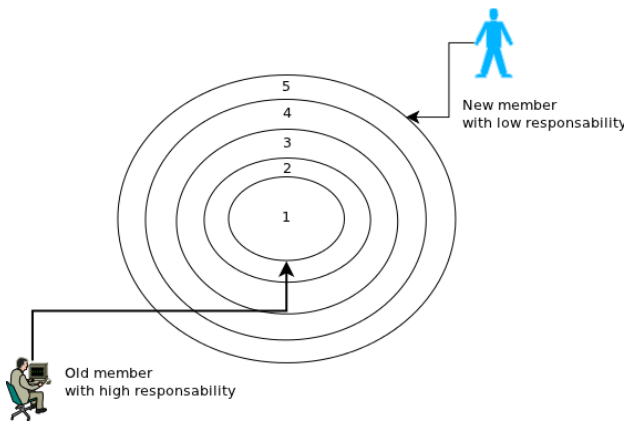 5
4
3
2
1
New member
with low responsability
Old member
with high responsability